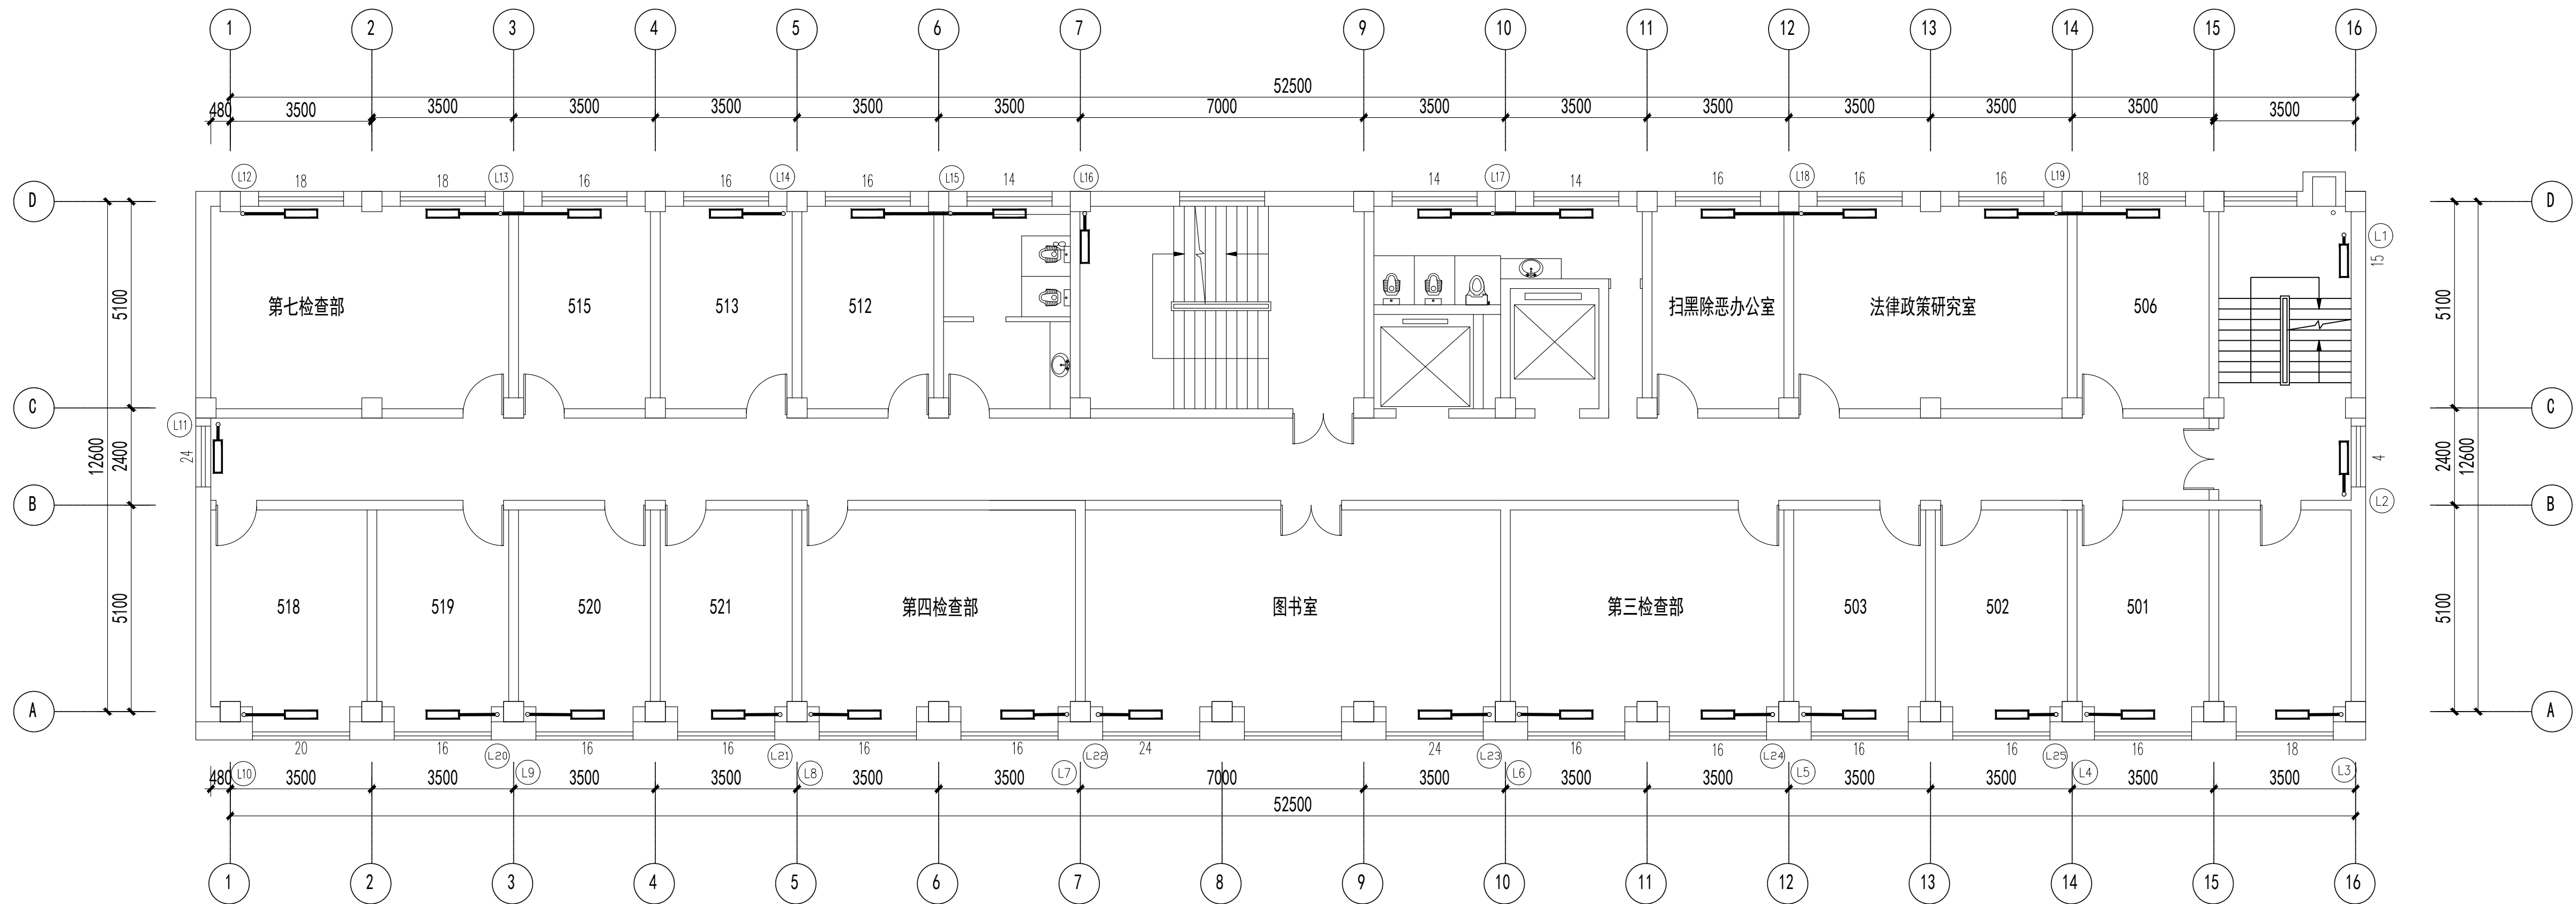 1 2 3 4 5 6 7 9 10 11 12 13 14 15 16
52500
480 3500 3500 3500 3500 3500 3500 7000 3500 3500 3500 3500 3500 3500 3500
L12 18 18 L13 16 16 L14 16 L15 14 L16 14 L17 14 16 L18 16 16 L19 18
D D
L1
15
5100 5100
第七检查部 515 513 512 扫黑除恶办公室 法律政策研究室 506
C C
L11
24
12600 2400 4 2400 12600
B L2 B
5100 5100
518 519 520 521 第四检查部 图书室 第三检查部 503 502 501
A A
20 16 16 16 16 16 24 24 16 16 16 16 16 18
L20 L21 L22 L23 L24 L25
L10 L9 L8 L7 L6 L5 L4 L3
480 3500 3500 3500 3500 3500 3500 7000 3500 3500 3500 3500 3500 3500 3500
52500
1 2 3 4 5 6 7 8 9 10 11 12 13 14 15 16